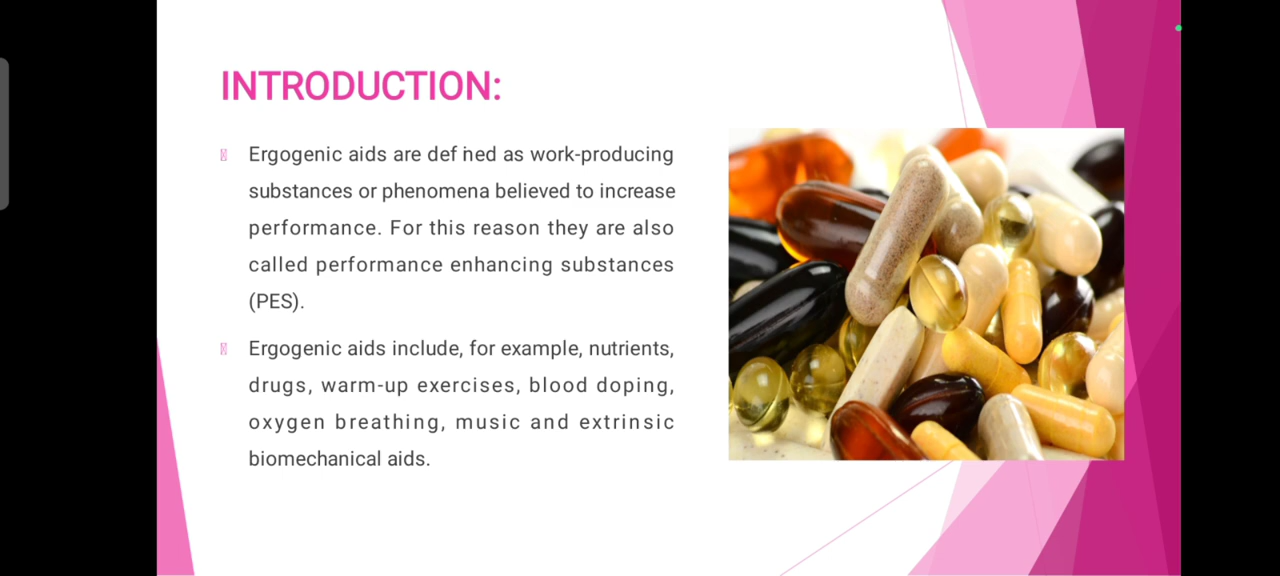 INTRODUCTION:
Ergogenic aids are defined as work-producing
substances or phenomena believed to increase
performance. For this reason they are also
called performance enhancing substances
(PES).
Ergogenic aids include, for example, nutrients,
drugs, warm-up exercises, blood doping,
oxygen breathing, music and extrinsic
biomechanical aids.